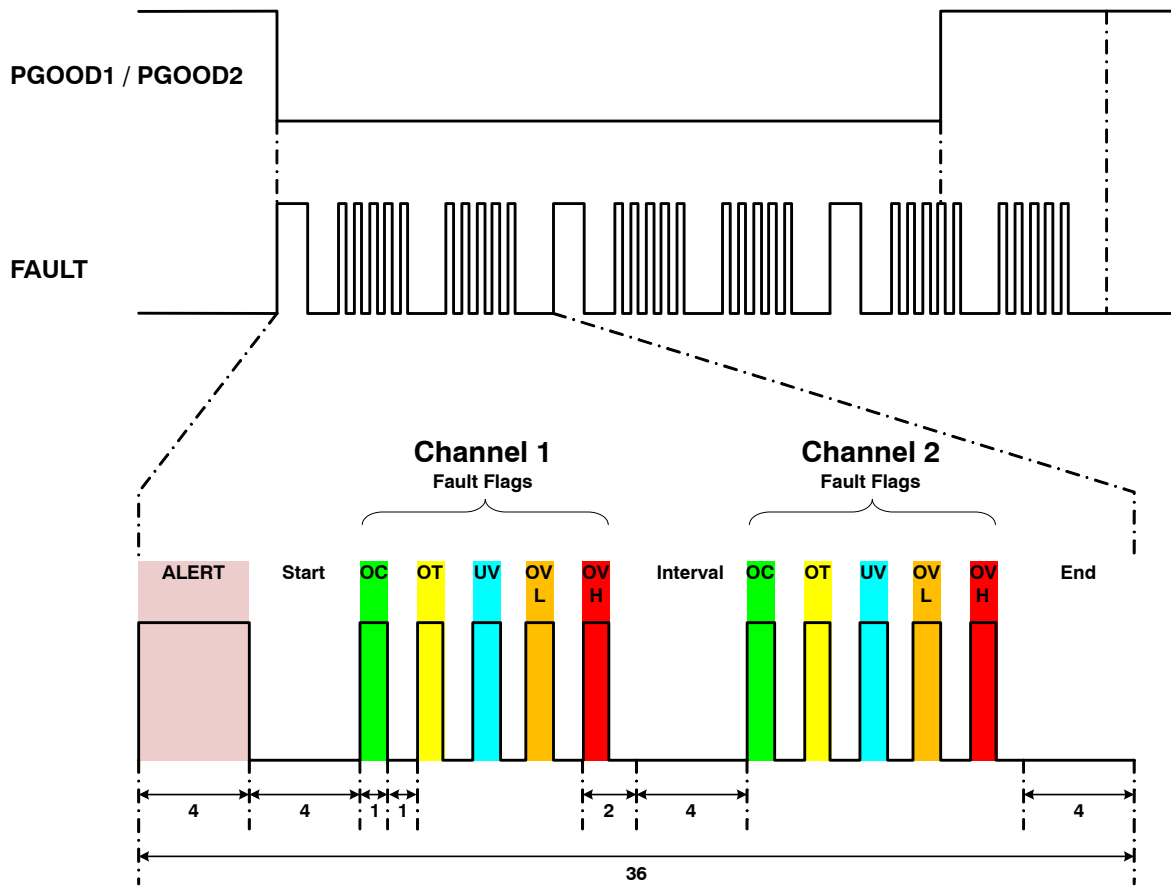 PGOOD1 / PGOOD2
FAULT
Channel 1
Fault Flags
Channel 2
Fault Flags
ALERT
Start
OC
OT
UV
OV
L
OV
H
Interval
OC
OT
UV
OV
L
OV
H
End
4
4
1
1
2
4
4
36